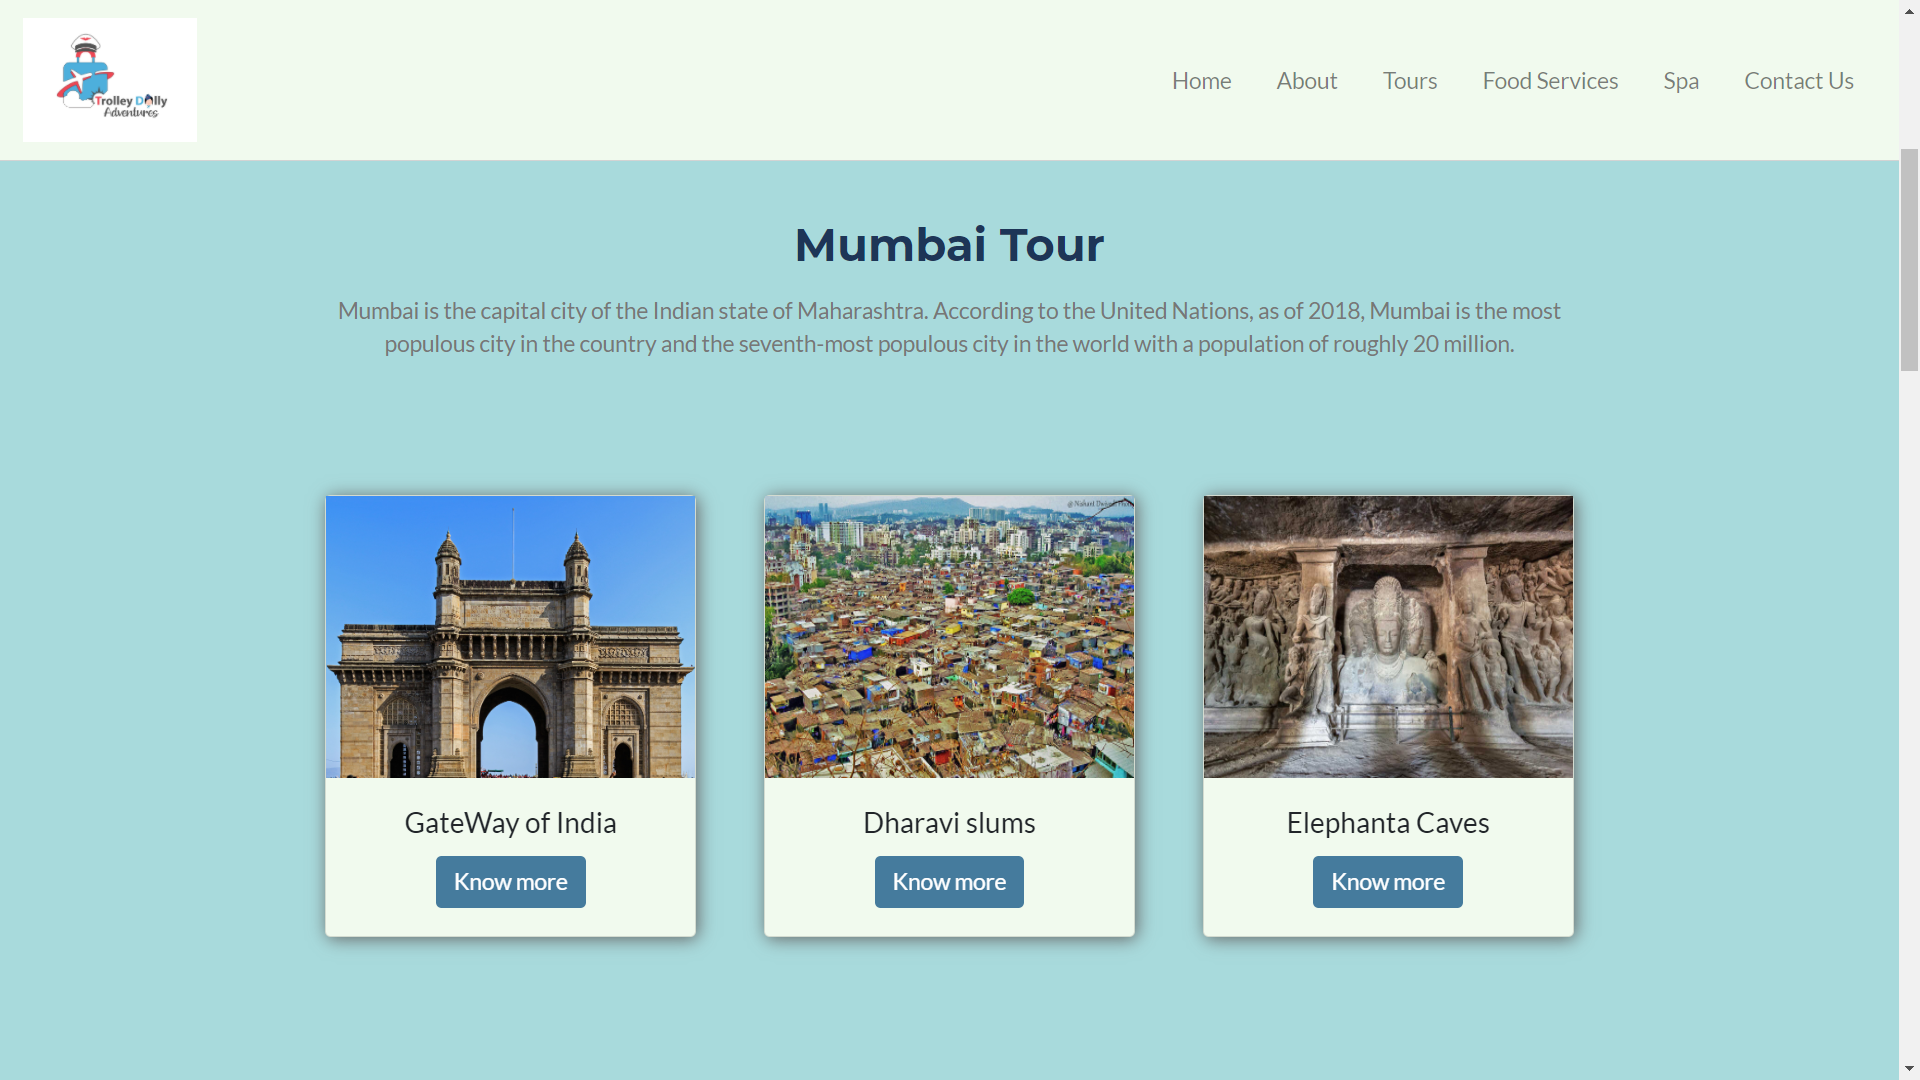 Trolley Dolly
Adventures
Home About Tours Food Services Spa Contact Us
Mumbai Tour
Mumbai is the capital city of the Indian state of Maharashtra. According to the United Nations, as of 2018, Mumbai is the most
populous city in the country and the seventh-most populous city in the world with a population of roughly 20 million.
GateWay of India
Know more
Dharavi slums
Know more
Elephanta Caves
Know more